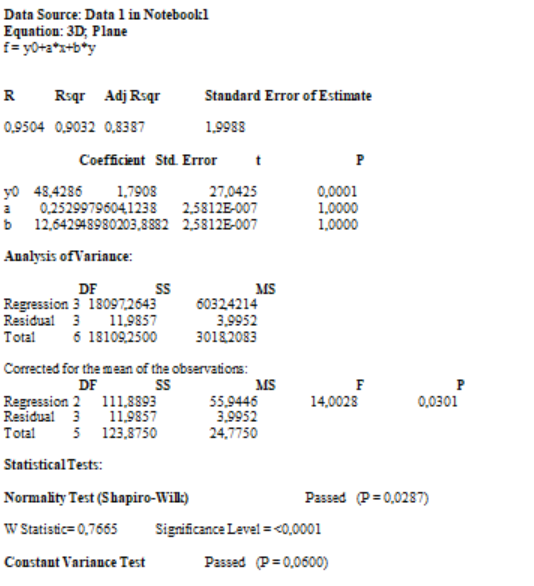 Data Source: Data 1 in Notebook1
Equation: 3D; Plane
f= y0+a*x+b*y
R Rsqr Adj Rsqr Standard Error of Estimate
0,9504 0,9032 0,8387 1,9988
Coefficient Std. Error t P
y0 48,4286 1,7908 27,0425 0,0001
a 0,2529979604,1238 2,5812E-007 1,0000
b 12,642948980203,8882 2,5812E-007 1,0000
Analysis of Variance:
DF SS MS
Regression 3 18097,2643 6032,4214
Residual 3 11,9857 3,9952
Total 6 18109,2500 3018,2083
Corrected for the mean of the observations:
DF SS MS F P
Regression 2 111,8893 55,9446 14,0028 0,0301
Residual 3 11,9857 3,9952
Total 5 123,8750 24,7750
Statistical Tests:
Normality Test (Shapiro-Wilk) Passed (P = 0,0287)
W Statistic= 0,7665 Significance Level = <0,0001
Constant Variance Test Passed (P = 0,0600)